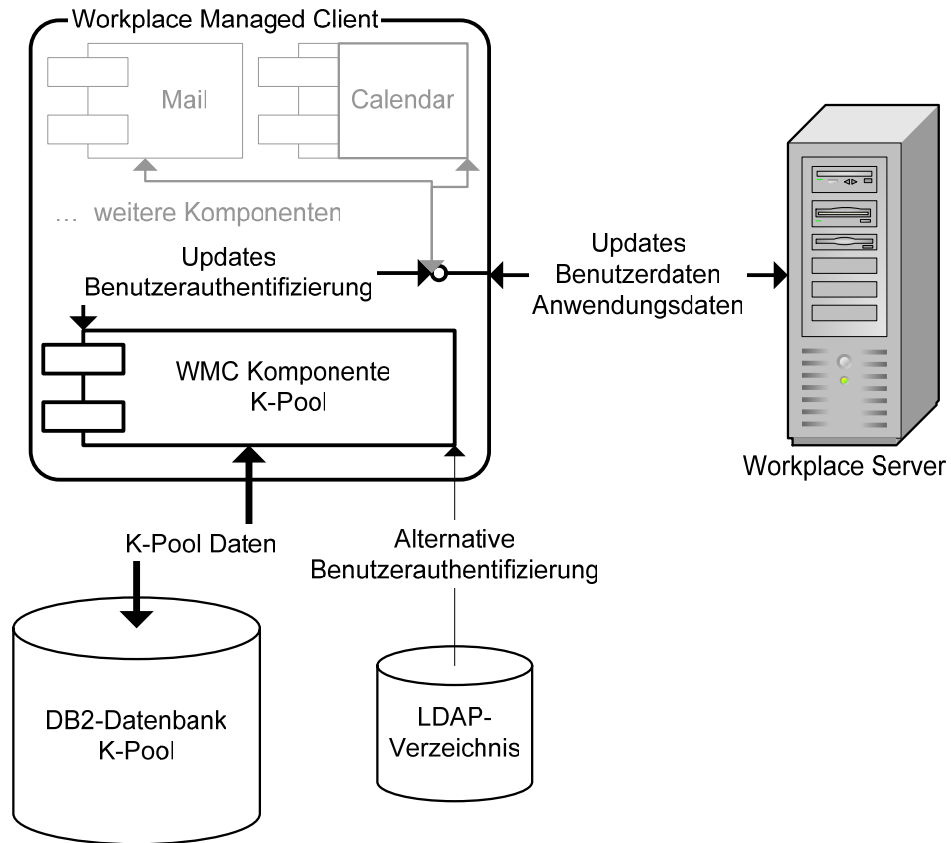 Workplace Managed Client
Mail
Calendar
... weitere Komponenten
Updates
Benutzerauthentifizierung
Updates
Benutzerdaten
Anwendungsdaten
WMC Komponente
K-Pool
Workplace Server
K-Pool Daten
Alternative
Benutzerauthentifizierung
DB2-Datenbank
K-Pool
LDAP-
Verzeichnis